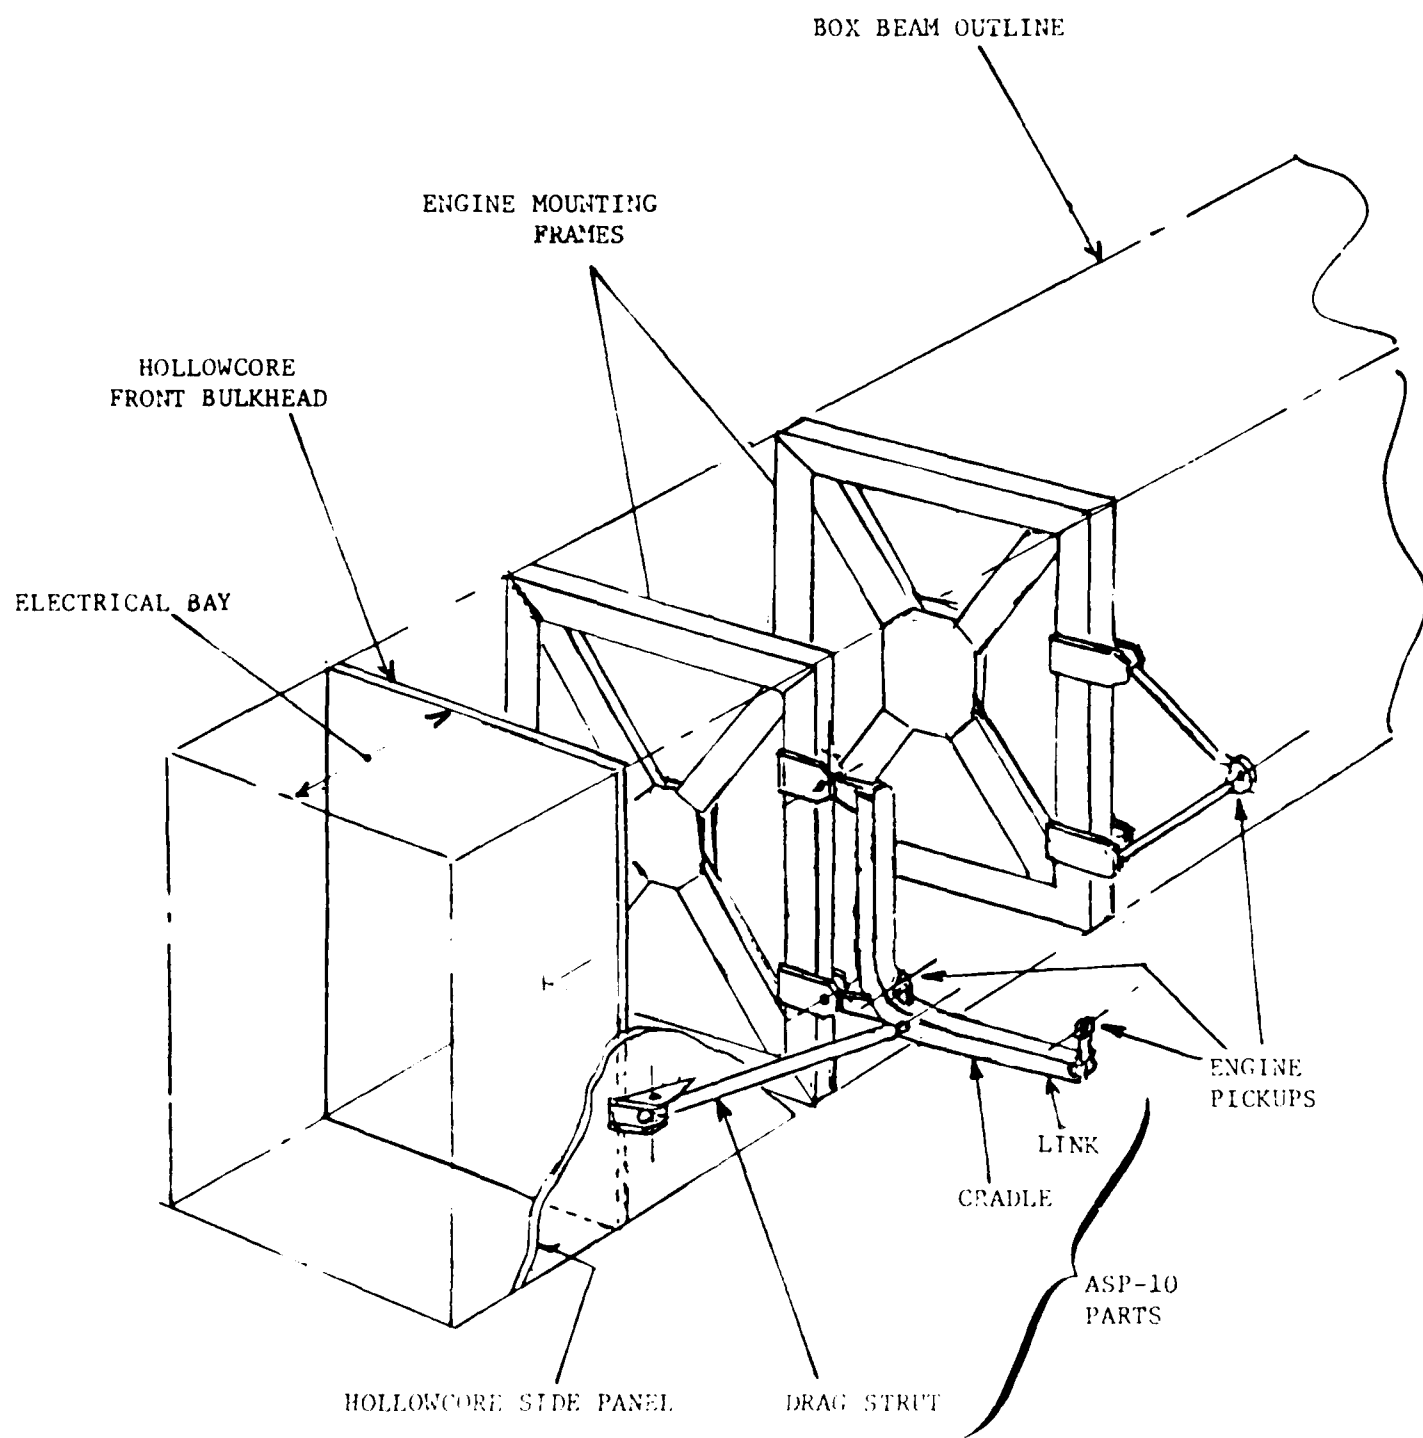 BOX BEAM OUTLINE
ENGINE MOUNTING
FRAMES
HOLLOWCORE
FRONT BULKHEAD
ELECTRICAL BAY
ENGINE
PICKUPS
LINK
CRADLE
ASP-10
PARTS
HOLLOWCORE SIDE PANEL
DRAG STRUT